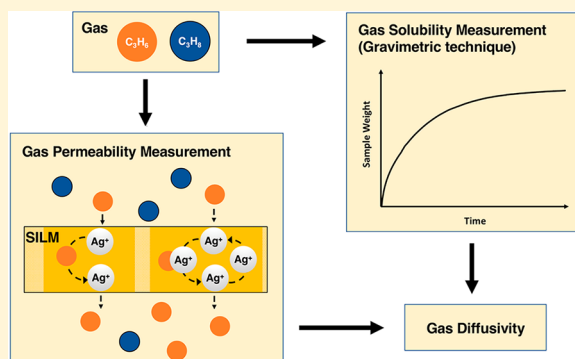 Gas
C₃H₆
C₃H₈
Gas Solubility Measurement
(Gravimetric technique)
Sample Weight
Time
Gas Permeability Measurement
SILM
Ag⁺
Ag⁺
Ag⁺
Ag⁺
Ag⁺
Ag⁺
Gas Diffusivity